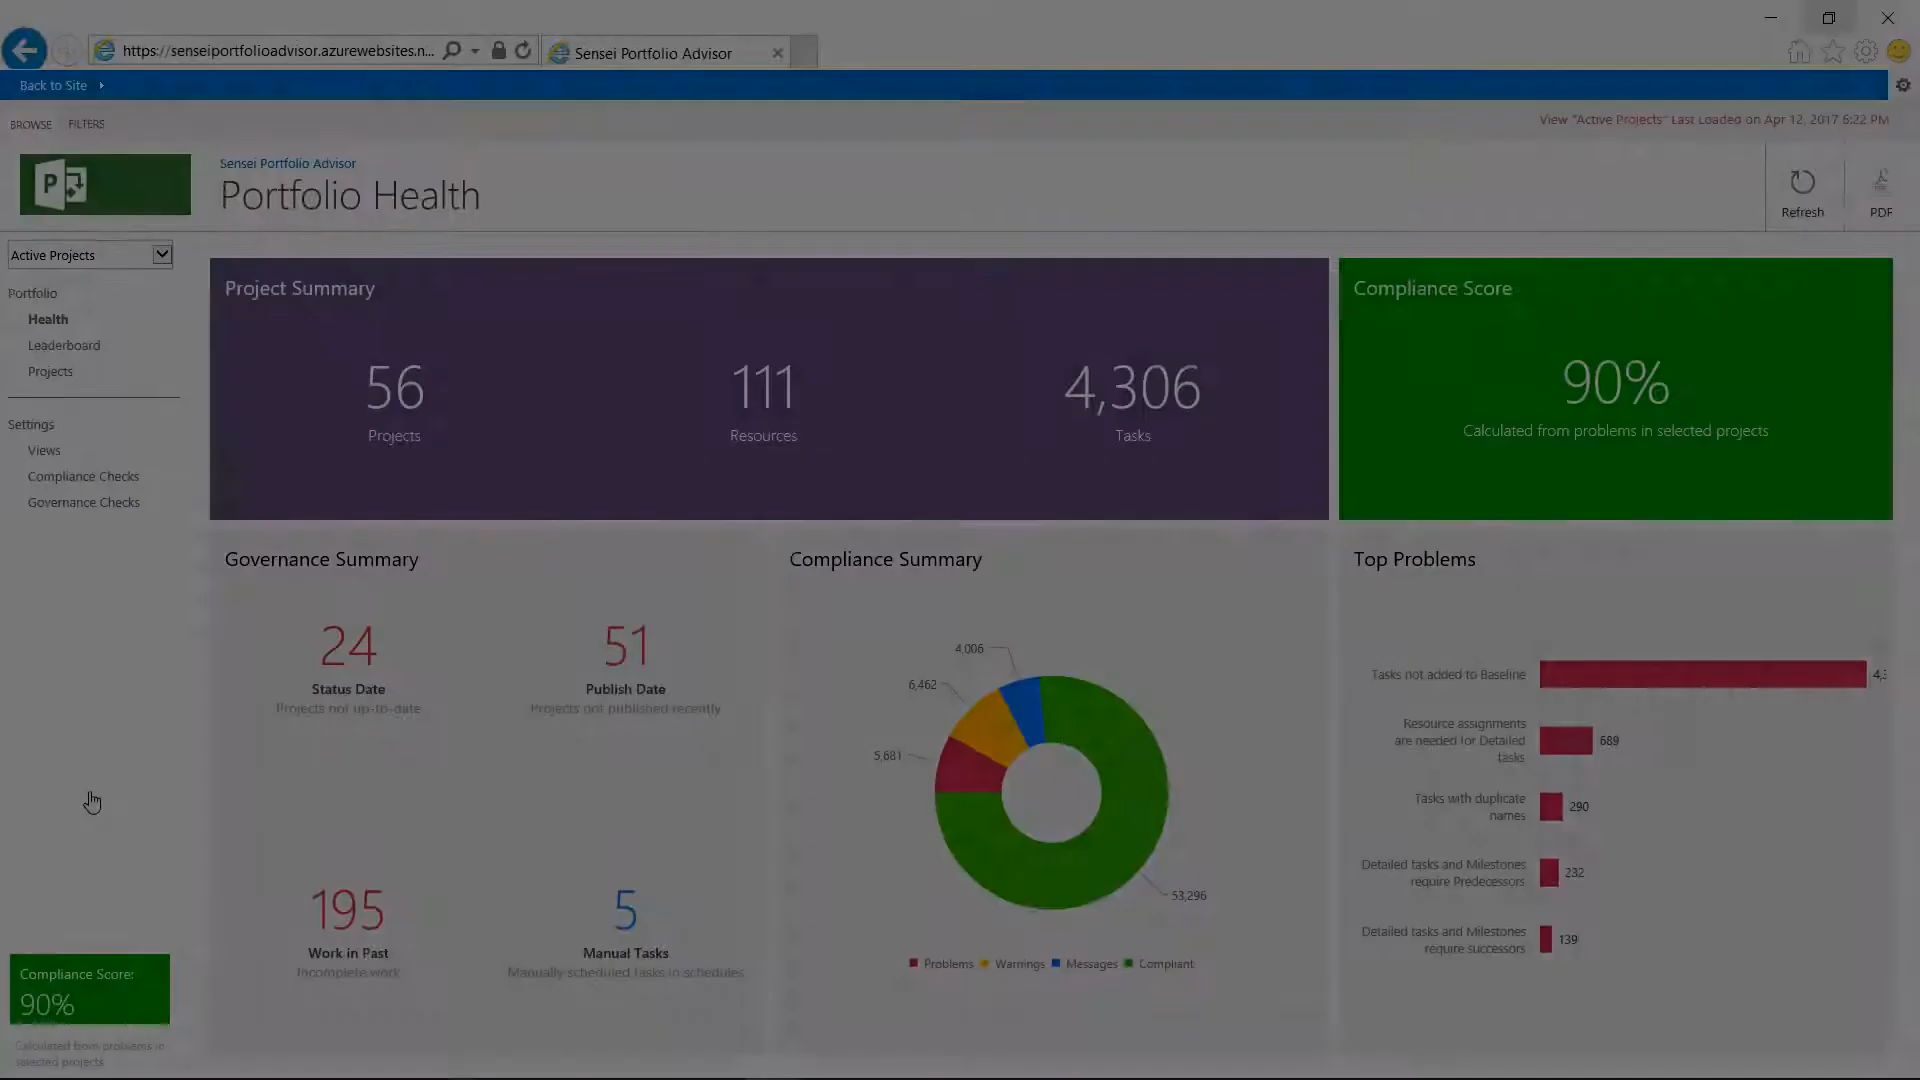 https://senseiportfolioadvisor.azurewebsites.n...
Sensei Portfolio Advisor
Back to Site
BROWSE
FILTERS
View "Active Projects" Last Loaded on Apr 12, 2017 6:22 PM
P
Sensei Portfolio Advisor
Portfolio Health
Refresh
PDF
Active Projects
Portfolio
Health
Leaderboard
Projects
Settings
Views
Compliance Checks
Governance Checks
Project Summary
56
Projects
111
Resources
4,306
Tasks
Compliance Score
90%
Calculated from problems in selected projects
Governance Summary
24
Status Date
Projects not up-to-date
51
Publish Date
Projects not published recently
195
Work in Past
Incomplete work
5
Manual Tasks
Manually scheduled tasks in schedules
Compliance Summary
4,006
6,462
5,681
53,296
Problems
Warnings
Messages
Compliant
Top Problems
Tasks not added to Baseline
Resource assignments
are needed for Detailed
tasks
689
Tasks with duplicate
names
290
Detailed tasks and Milestones
require Predecessors
232
Detailed tasks and Milestones
require successors
139
Compliance Score:
90%
Calculated from problems in
selected projects